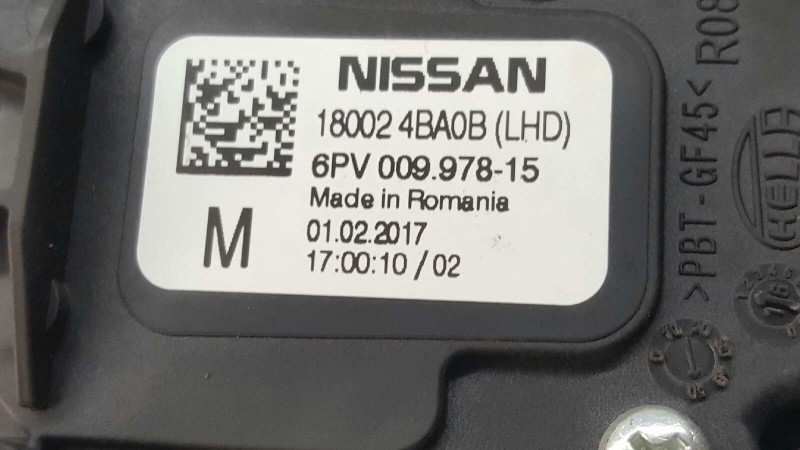 NISSAN
18002 4BA0B (LHD)
6PV 009.978-15
Made in Romania
M
01.02.2017
17:00:10 / 02
>PBT-GF45< R08
HELLA